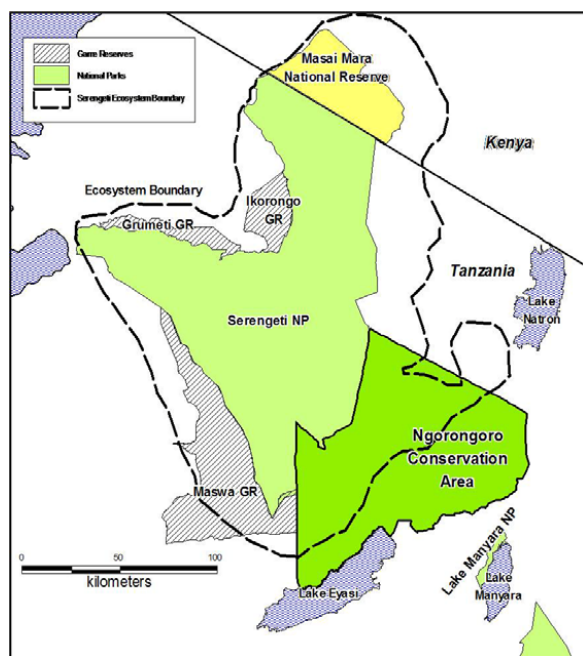 Game Reserves
National Parks
Serengeti Ecosystem Boundary
Masai Mara
National Reserve
Kenya
Ecosystem Boundary
Ikorongo
GR
Grumeti GR
Tanzania
Lake
Natron
Serengeti NP
Ngorongoro
Conservation
Area
Maswa GR
Lake Manyara NP
Lake
Manyara
Lake Eyasi
0 50 100
kilometers